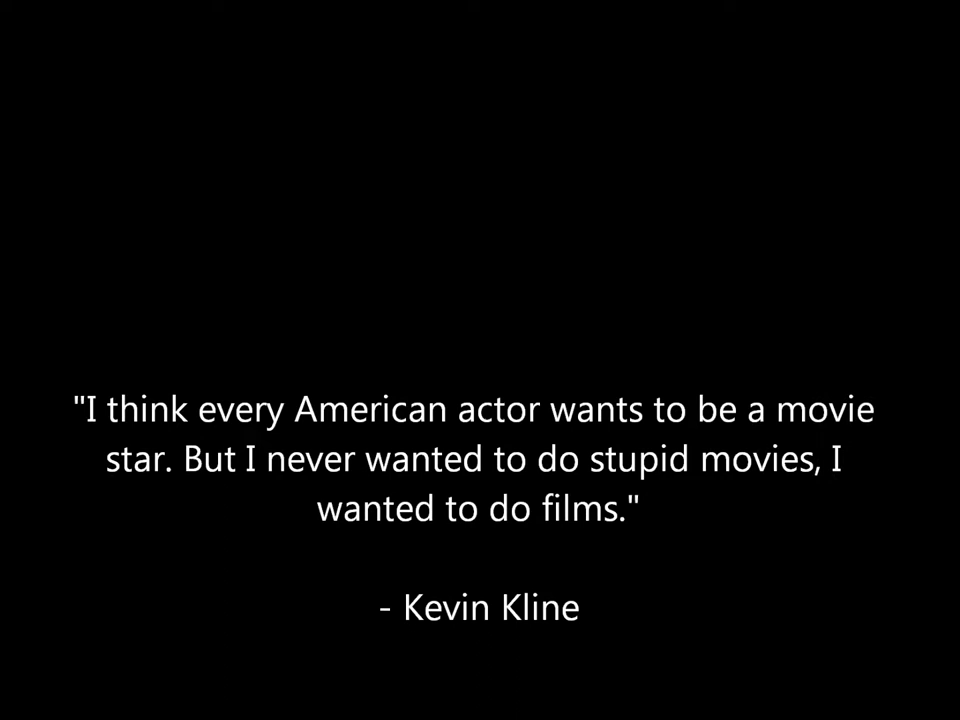 "I think every American actor wants to be a movie
star. But I never wanted to do stupid movies, I
wanted to do films."
- Kevin Kline